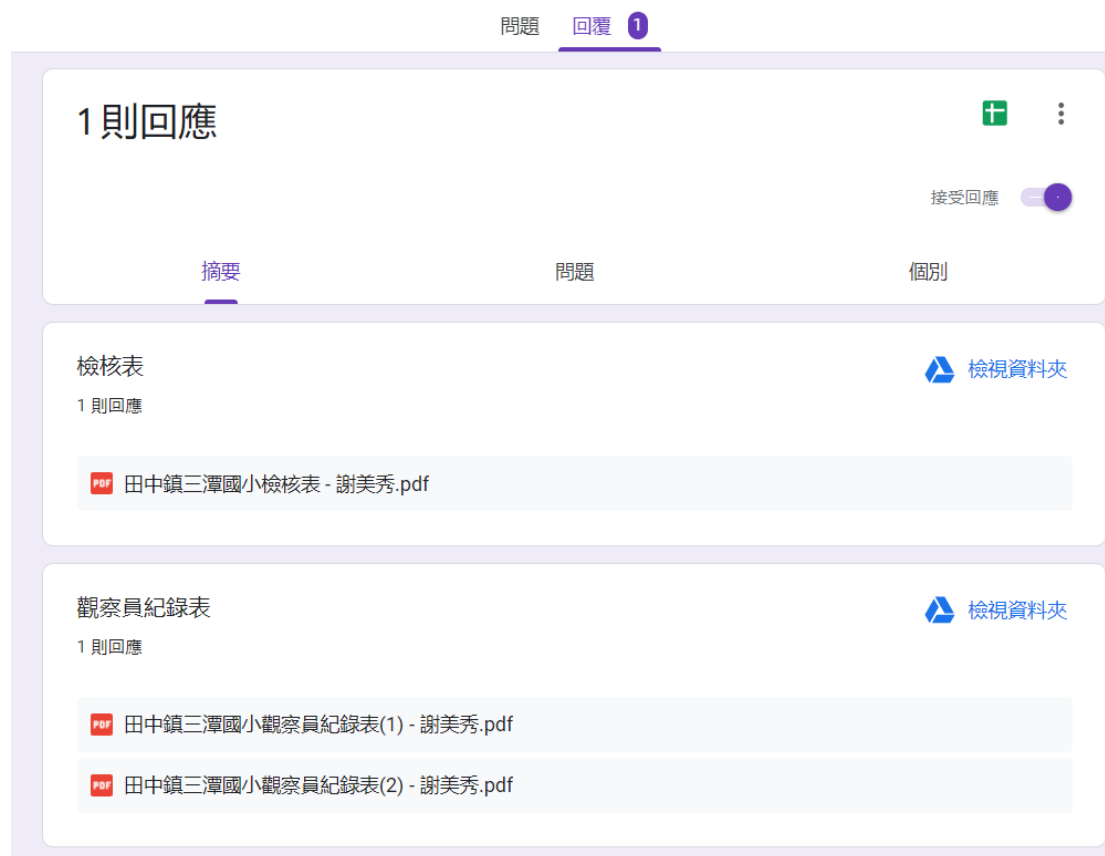 問題 回覆 1
1 則回應
接受回應
摘要 問題 個別
檢核表 檢視資料夾
1 則回應
PDF 田中鎮三潭國小檢核表 - 謝美秀.pdf
觀察員紀錄表 檢視資料夾
1 則回應
PDF 田中鎮三潭國小觀察員紀錄表(1) - 謝美秀.pdf
PDF 田中鎮三潭國小觀察員紀錄表(2) - 謝美秀.pdf